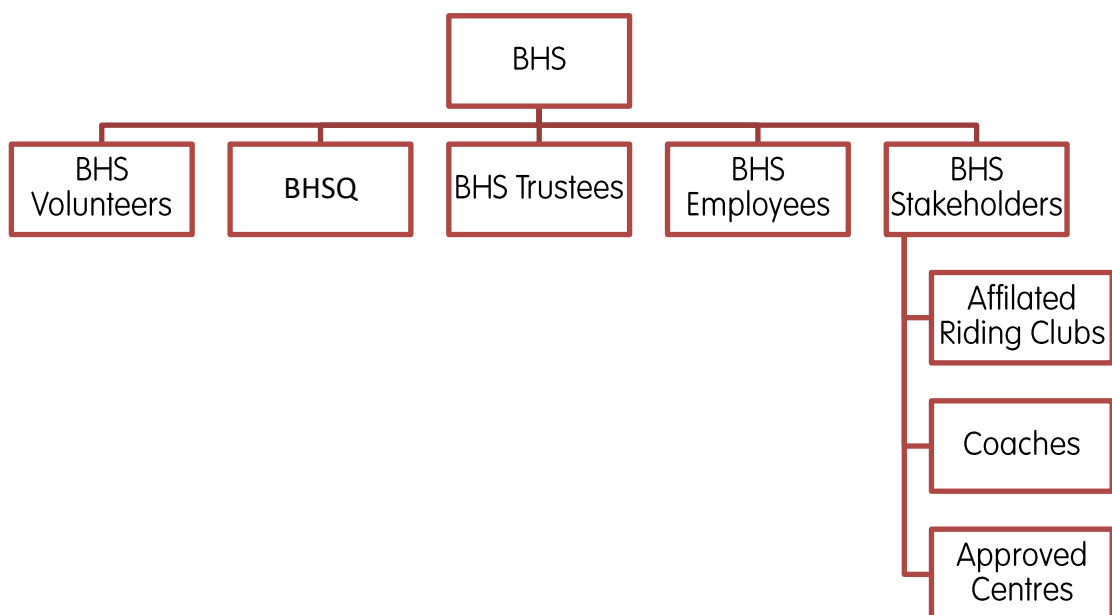 BHS
BHS
Volunteers
BHSQ
BHS Trustees
BHS
Employees
BHS
Stakeholders
Affilated
Riding Clubs
Coaches
Approved
Centres